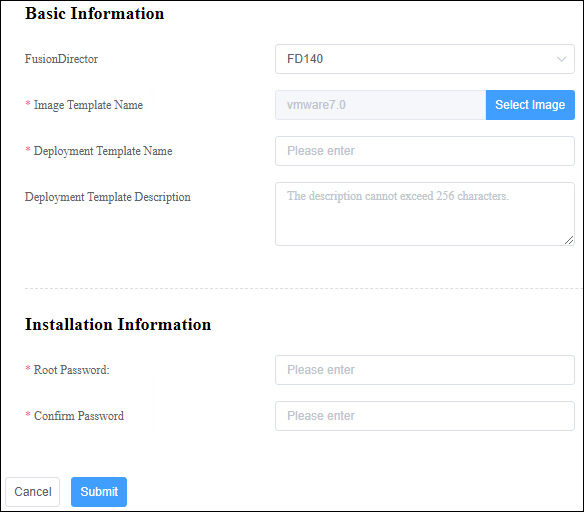 Basic Information
FusionDirector FD140
* Image Template Name vmware7.0 Select Image
* Deployment Template Name Please enter
Deployment Template Description The description cannot exceed 256 characters.
Installation Information
* Root Password: Please enter
* Confirm Password Please enter
Cancel Submit